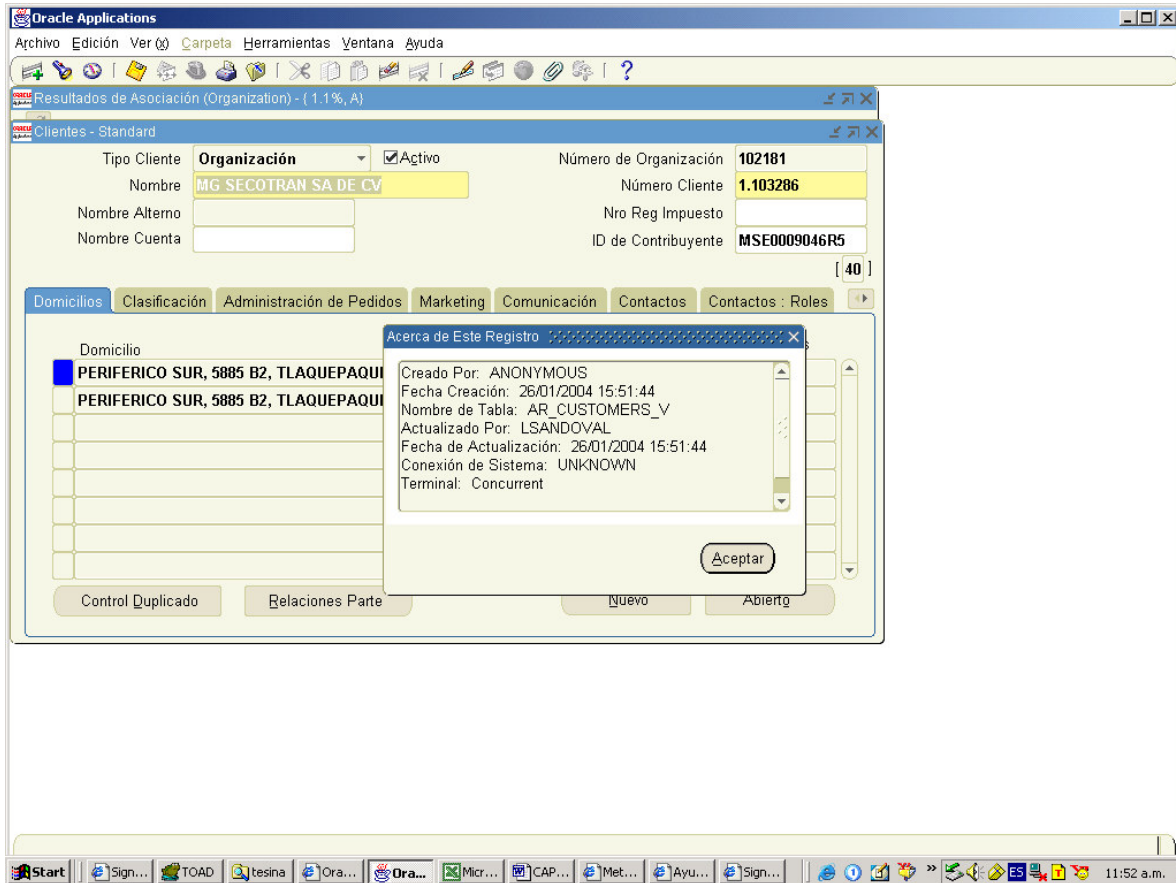 Oracle Applications
Archivo Edición Ver (x) Carpeta Herramientas Ventana Ayuda
Resultados de Asociación (Organization) - ( 1.1%, A)
Clientes - Standard
Tipo Cliente Organización Activo Número de Organización 102181
Nombre MG SECOTRAN SA DE CV Número Cliente 1.103286
Nombre Alterno Nro Reg Impuesto
Nombre Cuenta ID de Contribuyente MSE0009046R5
[ 40 ]
Domicilios Clasificación Administración de Pedidos Marketing Comunicación Contactos Contactos : Roles
Acerca de Este Registro
Domicilio
PERIFERICO SUR, 5885 B2, TLAQUEPAQU
PERIFERICO SUR, 5885 B2, TLAQUEPAQU
Creado Por: ANONYMOUS
Fecha Creación: 26/01/2004 15:51:44
Nombre de Tabla: AR_CUSTOMERS_V
Actualizado Por: LSANDOVAL
Fecha de Actualización: 26/01/2004 15:51:44
Conexión de Sistema: UNKNOWN
Terminal: Concurrent
Aceptar
Control Duplicado Relaciones Parte Nuevo Abierto
Start Sign... TOAD tesina Ora... Ora... Micr... CAP... Met... Ayu... Sign... ES 11:52 a.m.